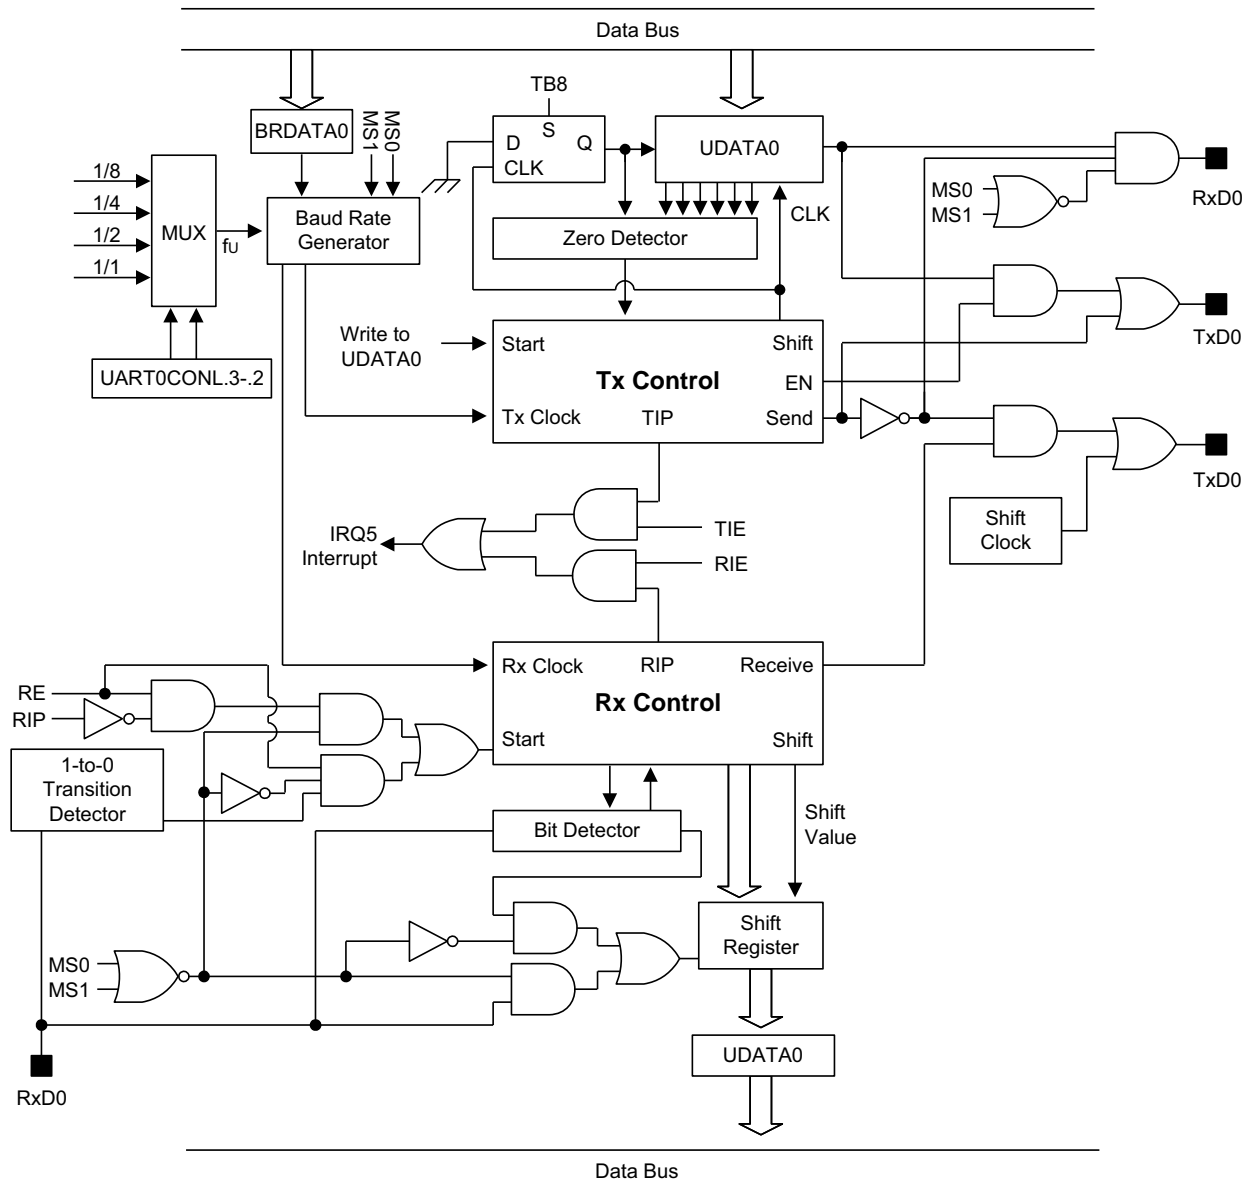 Data Bus
TB8
BRDATA0
MS1
MS0
D
S
Q
CLK
UDATA0
1/8
1/4
1/2
1/1
MUX
fU
Baud Rate
Generator
Zero Detector
CLK
MS0
MS1
RxD0
UART0CONL.3-.2
Write to
UDATA0
Start
Shift
Tx Control
EN
Tx Clock
TIP
Send
TxD0
TxD0
IRQ5
Interrupt
TIE
RIE
Shift
Clock
Rx Clock
RIP
Receive
Rx Control
Start
Shift
RE
RIP
1-to-0
Transition
Detector
Bit Detector
Shift
Value
Shift
Register
MS0
MS1
UDATA0
RxD0
Data Bus